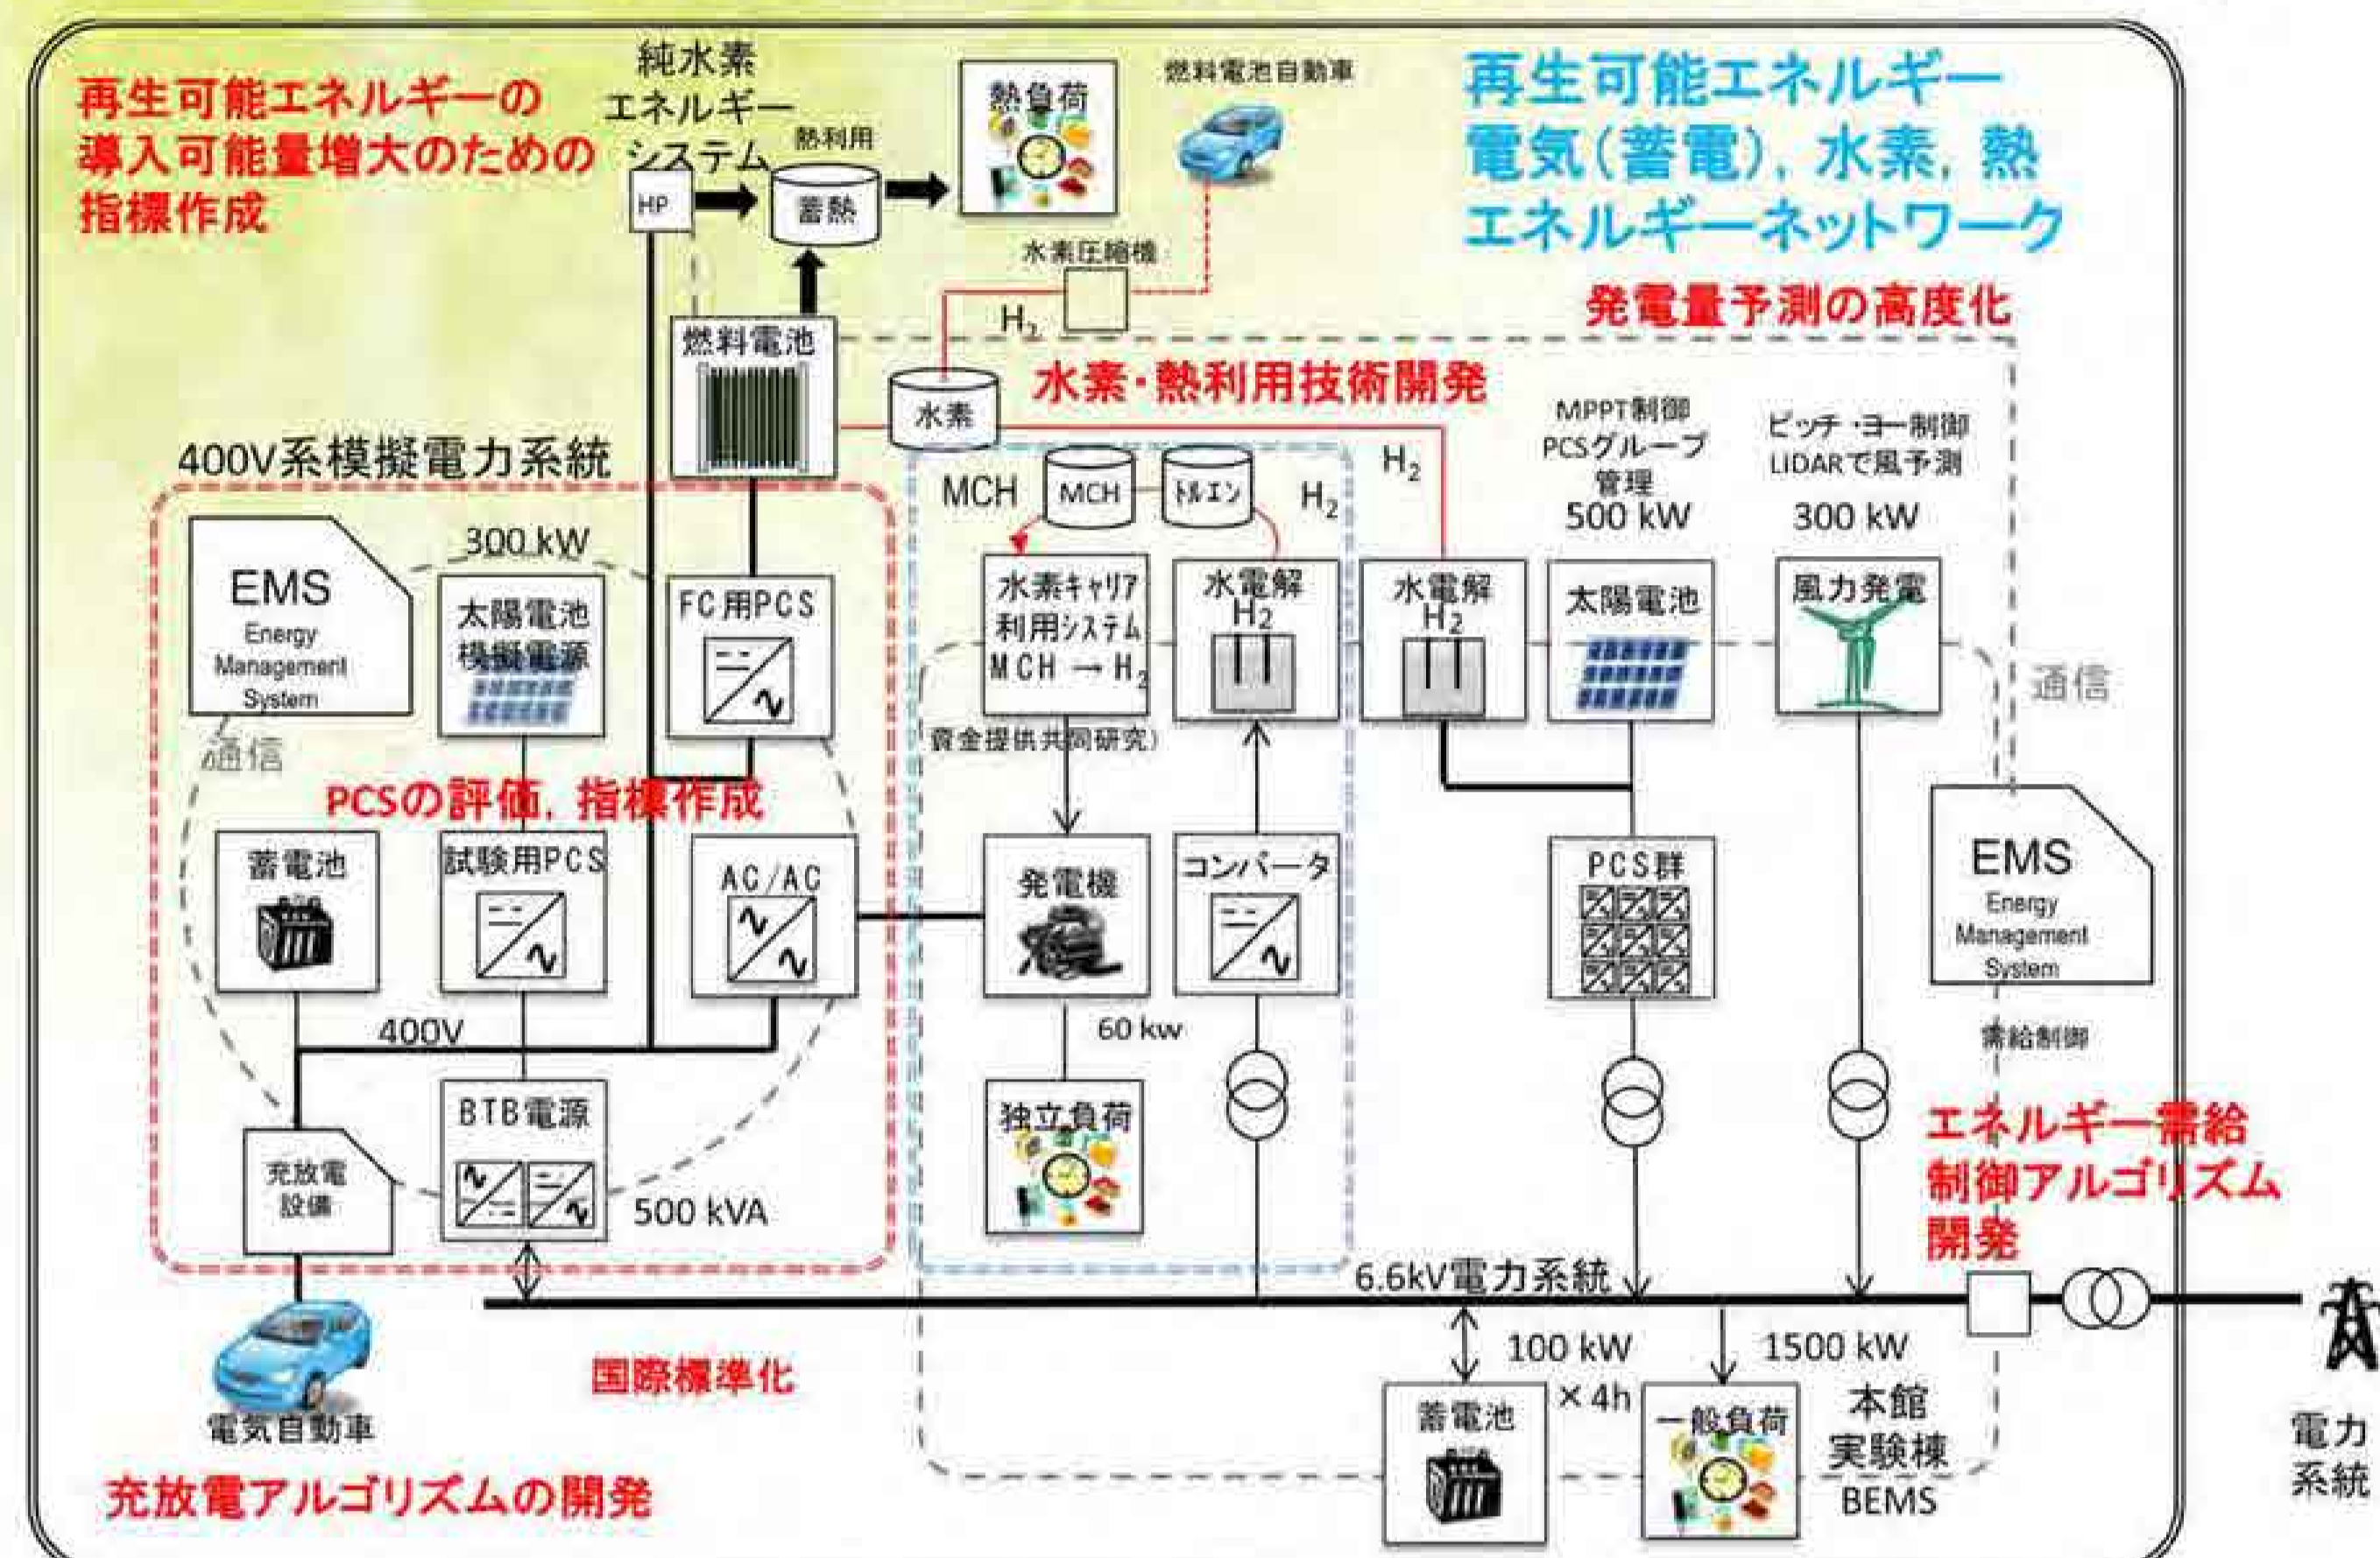 再生可能エネルギーの
導入可能量増大のための
指標作成
純水素
エネルギー
システム
熱利用
HP
蓄熱
熱負荷
燃料電池自動車
水素圧縮機
H2
再生可能エネルギー
電気(蓄電), 水素, 熱
エネルギーネットワーク
発電量予測の高度化
燃料電池
水素
水素・熱利用技術開発
400V系模擬電力系統
EMS
Energy
Management
System
通信
300 kW
太陽電池
模擬電源
FC用PCS
PCSの評価, 指標作成
蓄電池
試験用PCS
AC/AC
400V
BTB電源
500 kVA
充放電
設備
電気自動車
充放電アルゴリズムの開発
国際標準化
MCH
MCH
トルエン
H2
H2
水素キャリア
利用システム
MCH → H2
資金提供共同研究)
水電解
H2
水電解
H2
発電機
コンバータ
60 kw
独立負荷
MPPT制御
PCSグループ
管理
500 kW
太陽電池
ピッチ・ヨー制御
LIDARで風予測
300 kW
風力発電
通信
PCS群
EMS
Energy
Management
System
需給制御
エネルギー需給
制御アルゴリズム
開発
6.6kV電力系統
100 kW
×4h
蓄電池
1500 kW
一般負荷
本館
実験棟
BEMS
電力
系統